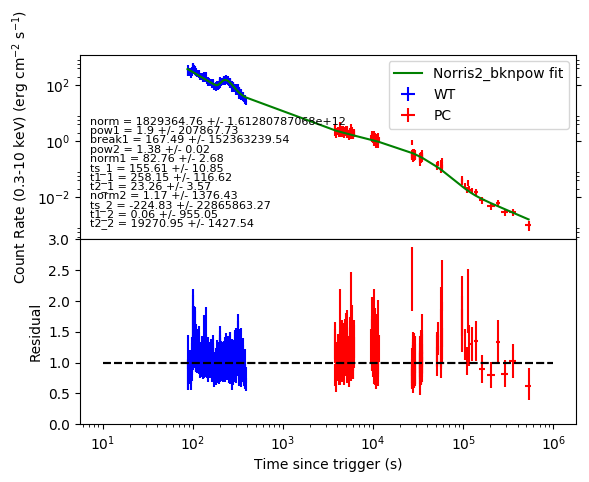 Count Rate (0.3-10 keV) (erg cm⁻² s⁻¹)
10²
10⁰
10⁻²
Norris2_bknpow fit
WT
PC
norm = 1829364.76 +/- 1.61280787068e+12
pow1 = 1.9 +/- 207867.73
break1 = 167.49 +/- 152363239.54
pow2 = 1.38 +/- 0.02
norm1 = 82.76 +/- 2.68
ts_1 = 155.61 +/- 10.85
t1_1 = 258.15 +/- 116.62
t2_1 = 23.26 +/- 3.57
norm2 = 1.17 +/- 1376.43
ts_2 = -224.83 +/- 22865863.27
t1_2 = 0.06 +/- 955.05
t2_2 = 19270.95 +/- 1427.54
Residual
3.0
2.5
2.0
1.5
1.0
0.5
0.0
10¹
10²
10³
10⁴
10⁵
10⁶
Time since trigger (s)